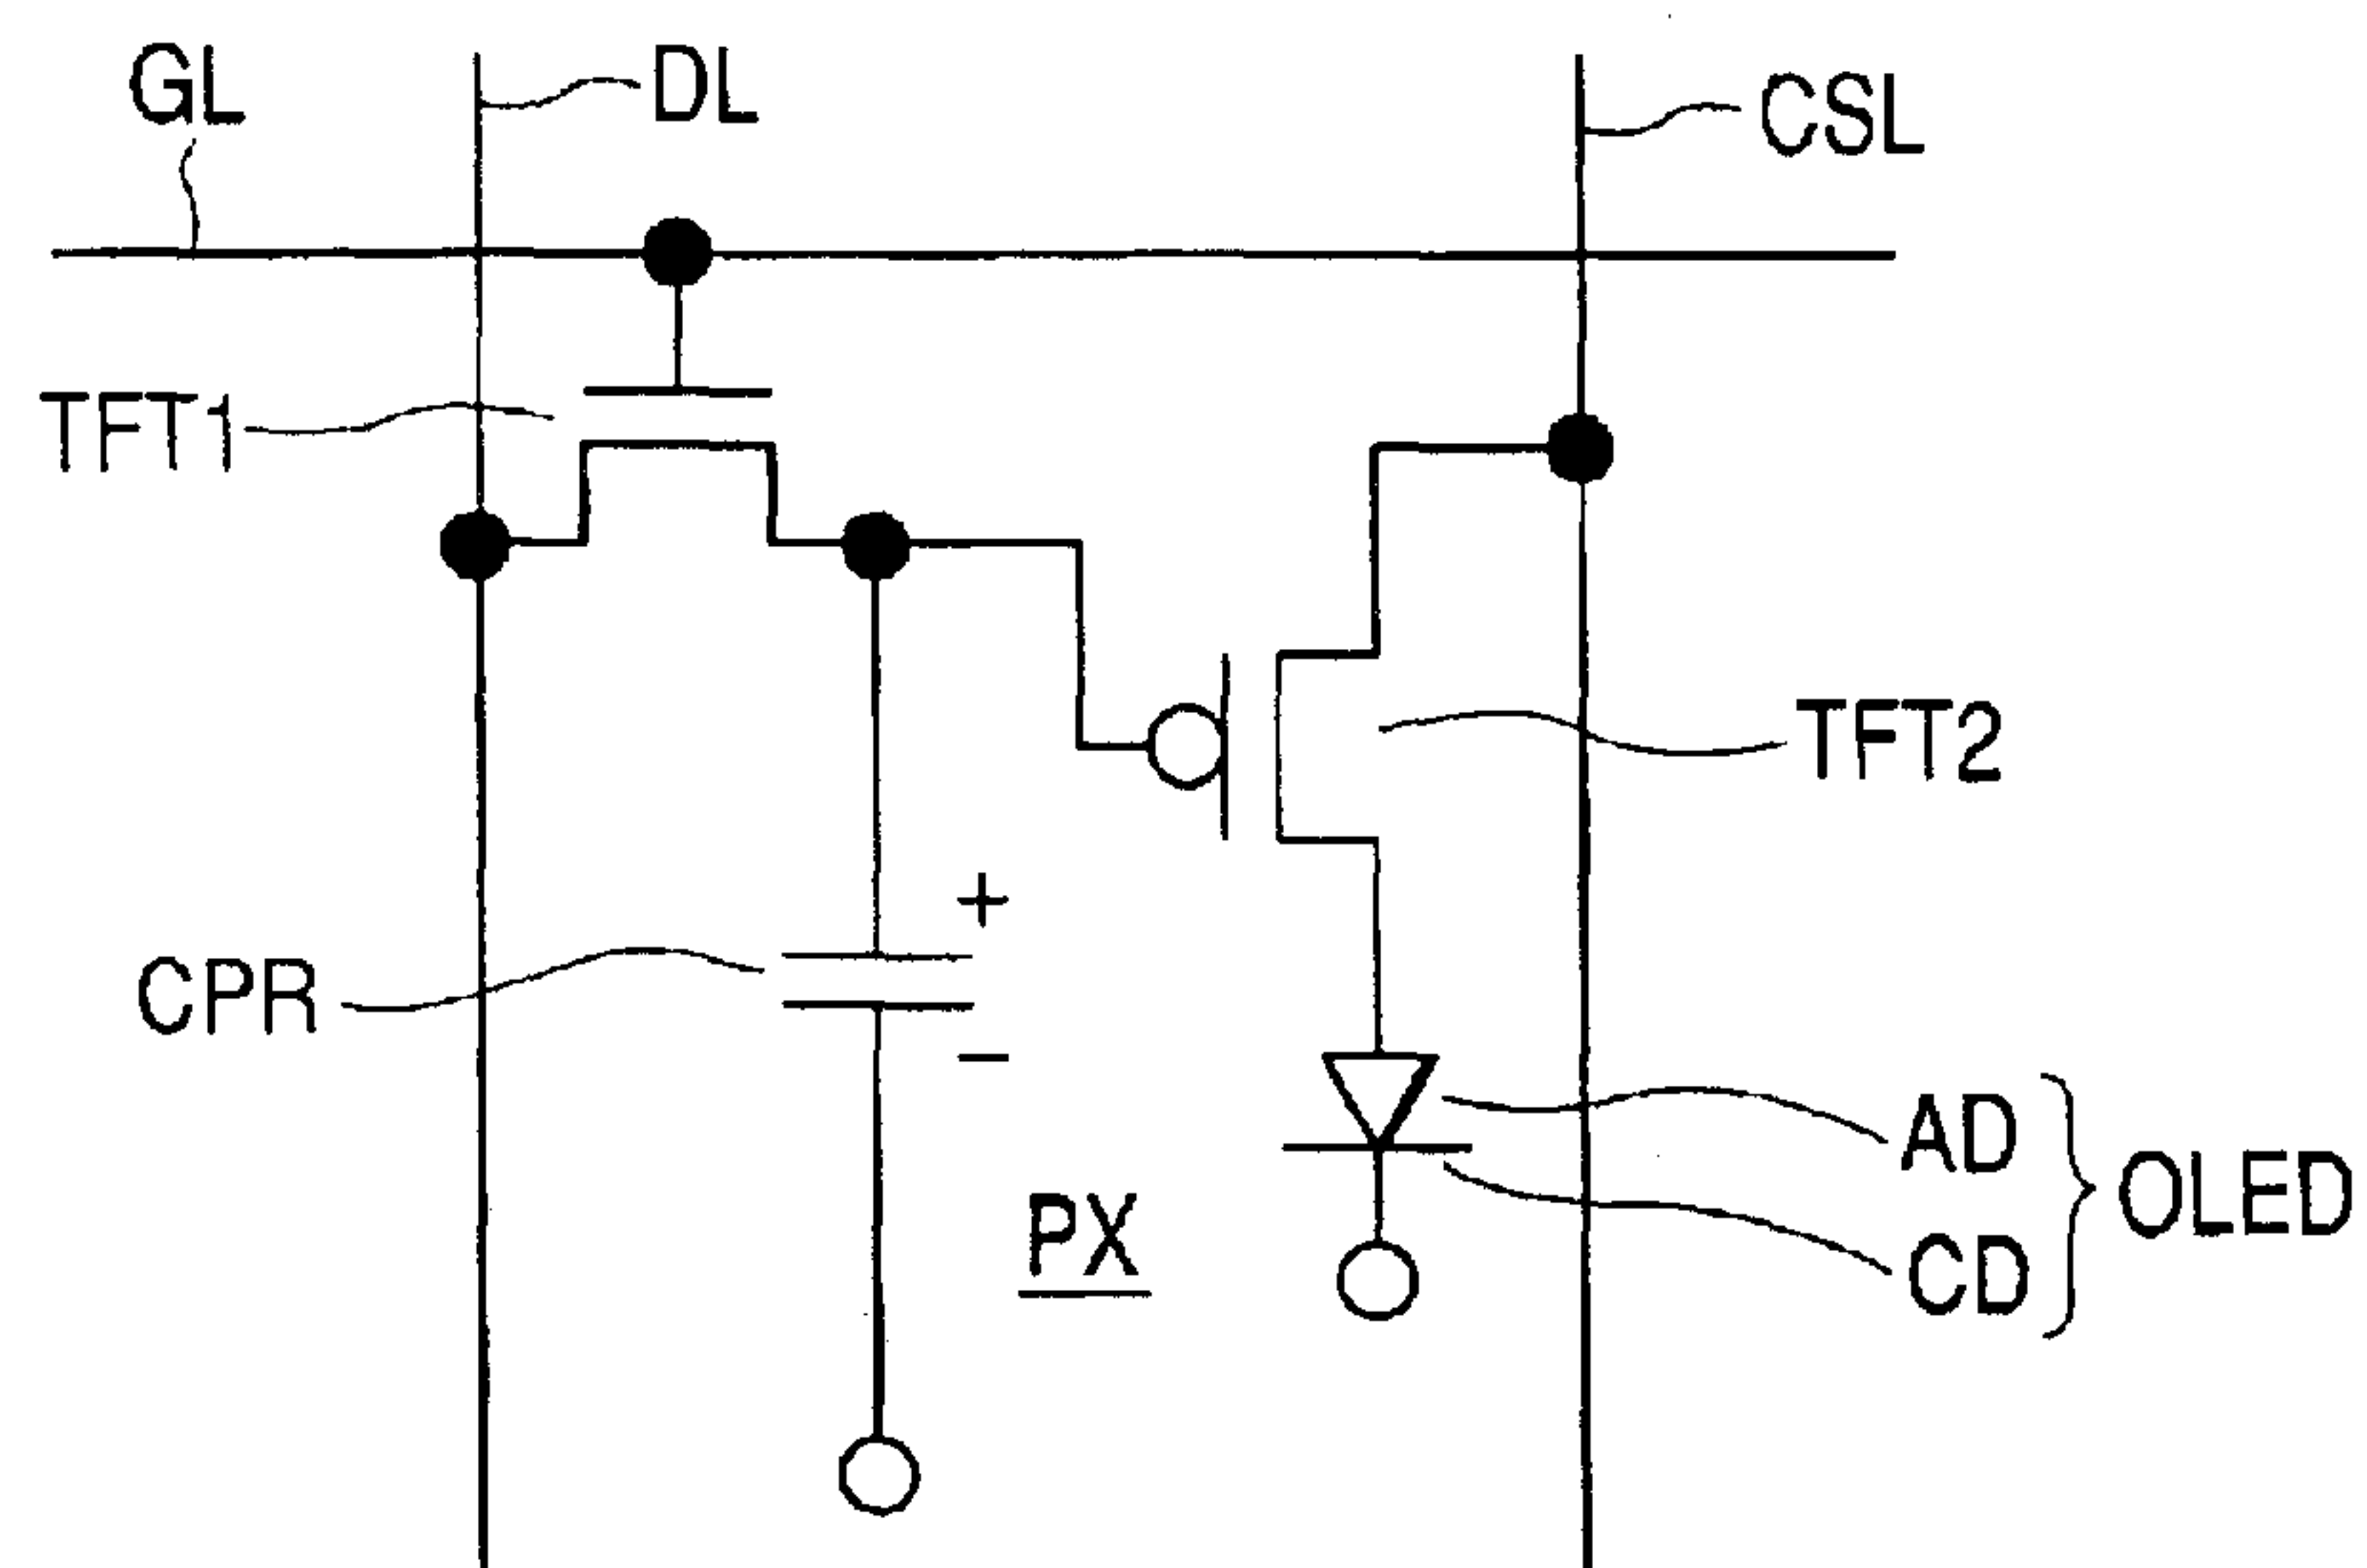 GL
DL
CSL
TFT1
TFT2
+
CPR
−
AD
OLED
PX
CD